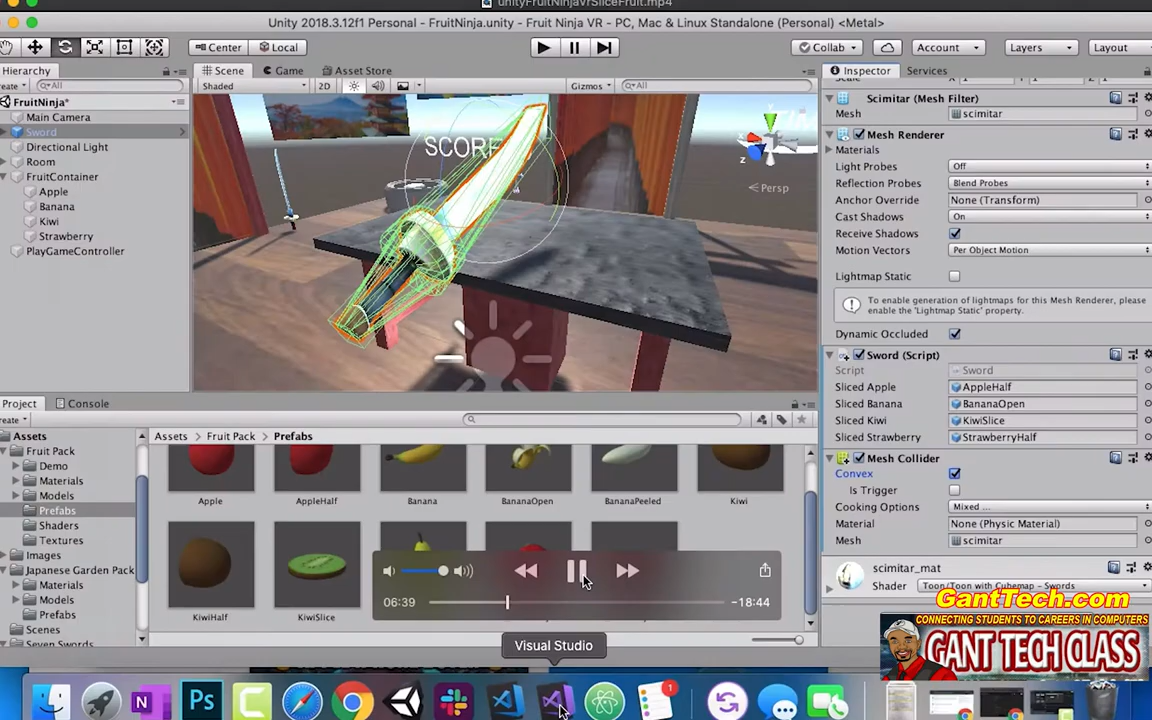 unityFruitNinjaVrSliceFruit.mp4
Unity 2018.3.12f1 Personal - FruitNinja.unity - Fruit Ninja VR - PC, Mac & Linux Standalone (Personal) <Metal>
Center
Local
Collab
Account
Layers
Layout
Hierarchy
Scene
Game
Asset Store
Inspector
Services
All
Shaded
2D
Gizmos
All
Scimitar (Mesh Filter)
FruitNinja*
Main Camera
Sword
Directional Light
Room
FruitContainer
Apple
Banana
Kiwi
Strawberry
PlayGameController
SCORE
y
x
z
Persp
Mesh
scimitar
Mesh Renderer
Materials
Light Probes
Off
Reflection Probes
Blend Probes
Anchor Override
None (Transform)
Cast Shadows
On
Receive Shadows
Motion Vectors
Per Object Motion
Lightmap Static
To enable generation of lightmaps for this Mesh Renderer, please
enable the 'Lightmap Static' property.
Dynamic Occluded
Sword (Script)
Script
Sword
Sliced Apple
AppleHalf
Sliced Banana
BananaOpen
Sliced Kiwi
KiwiSlice
Sliced Strawberry
StrawberryHalf
Mesh Collider
Convex
Is Trigger
Cooking Options
Mixed ...
Material
None (Physic Material)
Mesh
scimitar
scimitar_mat
Shader
Toon/Toon with Cubemap - Swords
Project
Console
Assets
Fruit Pack
Demo
Materials
Models
Prefabs
Shaders
Textures
Images
Japanese Garden Pack
Materials
Models
Prefabs
Scenes
Seven Swords
Assets
Fruit Pack
Prefabs
Apple
AppleHalf
Banana
BananaOpen
BananaPeeled
Kiwi
KiwiHalf
KiwiSlice
06:39
-18:44
Visual Studio
GantTech.com
CONNECTING STUDENTS TO CAREERS IN COMPUTERS
GANT TECH CLASS
N
Ps
C
1